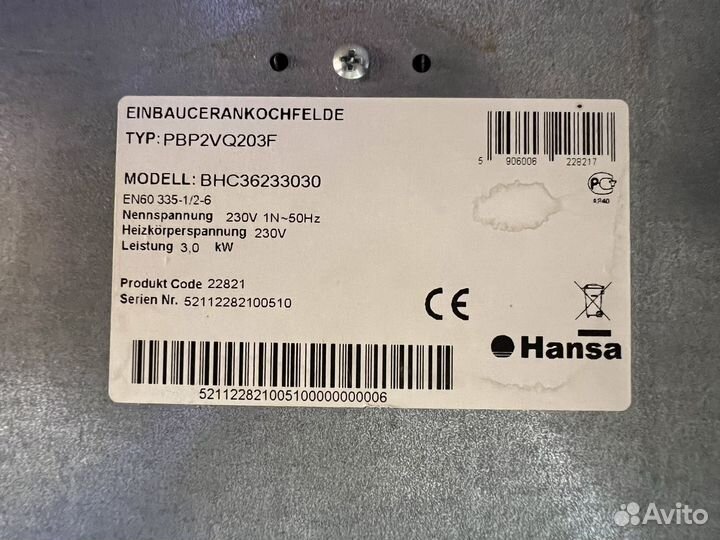 EINBAUCERANKOCHFELDE
TYP: PBP2VQ203F
5 906006 228217
MODELL: BHC36233030
EN60 335-1/2-6
Nennspannung 230V 1N~50Hz
Heizkörperspannung 230V
Leistung 3,0 kW
Produkt Code 22821
Serien Nr. 52112282100510
CE
Hansa
521122821005100000000006
Avito